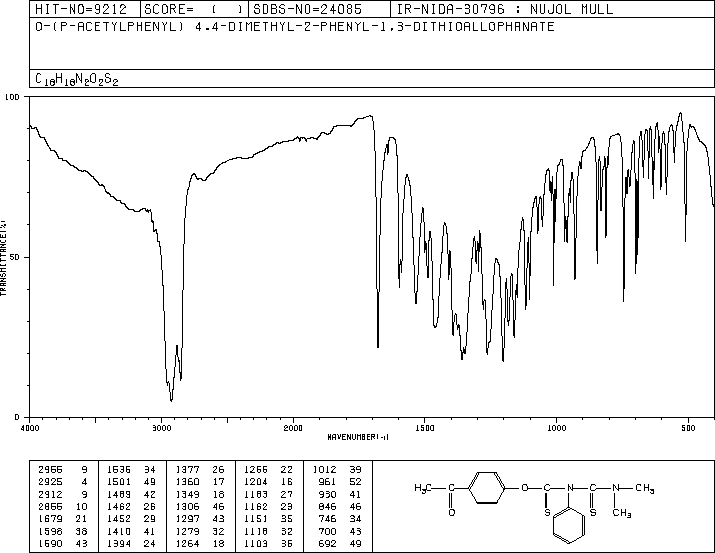 HIT-NO=9212 SCORE= ( ) SDBS-NO=24085 IR-NIDA-30796 : NUJOL MULL
O-(P-ACETYLPHENYL) 4,4-DIMETHYL-2-PHENYL-1,3-DITHIOALLOPHANATE
C18H18N2O2S2
100
50
0
TRANSMITTANCE(%)
4000 3000 2000 1500 1000 500
WAVENUMBER(-1)
2955 9 1536 34 1377 26 1255 22 1012 39
2925 4 1501 49 1360 17 1204 16 961 52
2912 9 1489 42 1349 18 1183 27 930 41
2855 10 1462 26 1306 46 1162 23 846 46
1679 21 1452 29 1297 43 1151 35 746 34
1598 38 1410 41 1279 32 1118 32 700 43
1590 43 1394 24 1264 18 1103 35 692 49
H3C C O C N C N CH3
O S S CH3